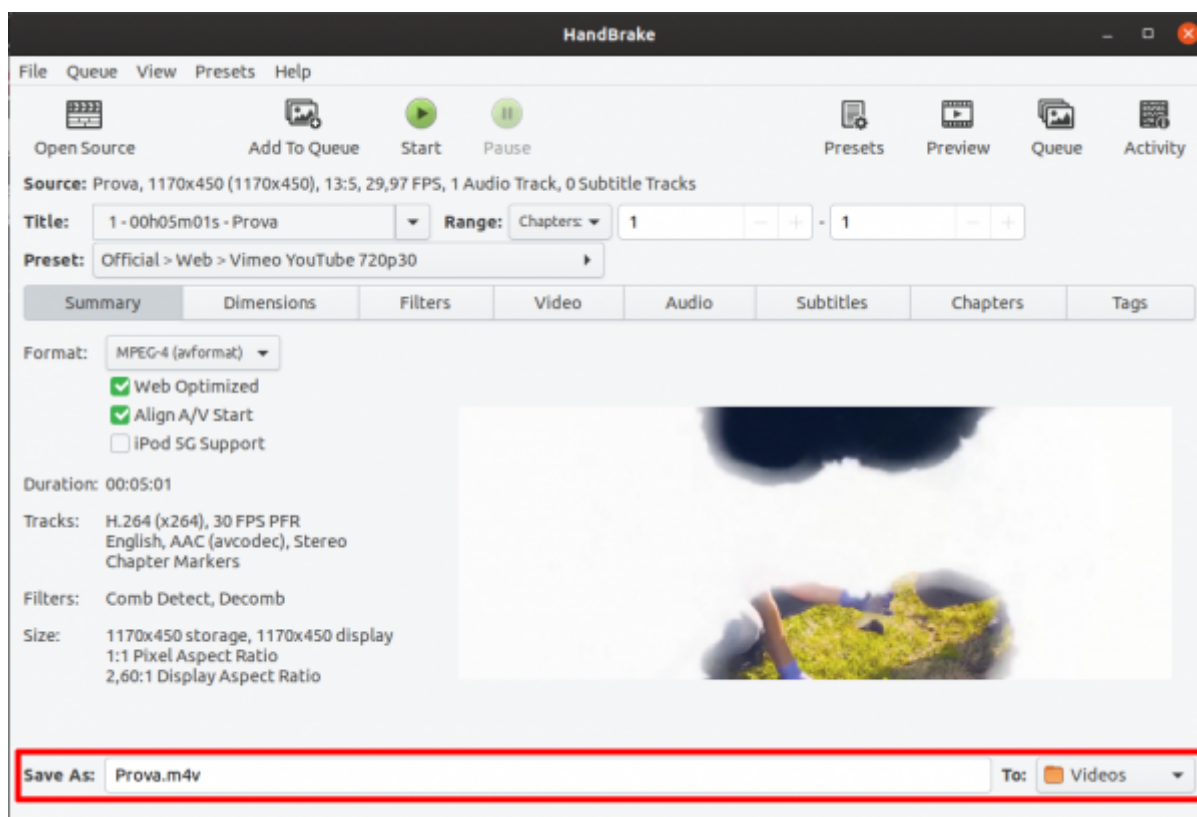 HandBrake
File Queue View Presets Help
Open Source Add To Queue Start Pause Presets Preview Queue Activity
Source: Prova, 1170x450 (1170x450), 13:5, 29,97 FPS, 1 Audio Track, 0 Subtitle Tracks
Title: 1 - 00h05m01s - Prova Range: Chapters: 1 - + - 1 - +
Preset: Official > Web > Vimeo YouTube 720p30
Summary Dimensions Filters Video Audio Subtitles Chapters Tags
Format: MPEG-4 (avformat)
Web Optimized
Align A/V Start
iPod 5G Support
Duration: 00:05:01
Tracks: H.264 (x264), 30 FPS PFR
English, AAC (avcodec), Stereo
Chapter Markers
Filters: Comb Detect, Decomb
Size: 1170x450 storage, 1170x450 display
1:1 Pixel Aspect Ratio
2,60:1 Display Aspect Ratio
Save As: Prova.m4v To: Videos